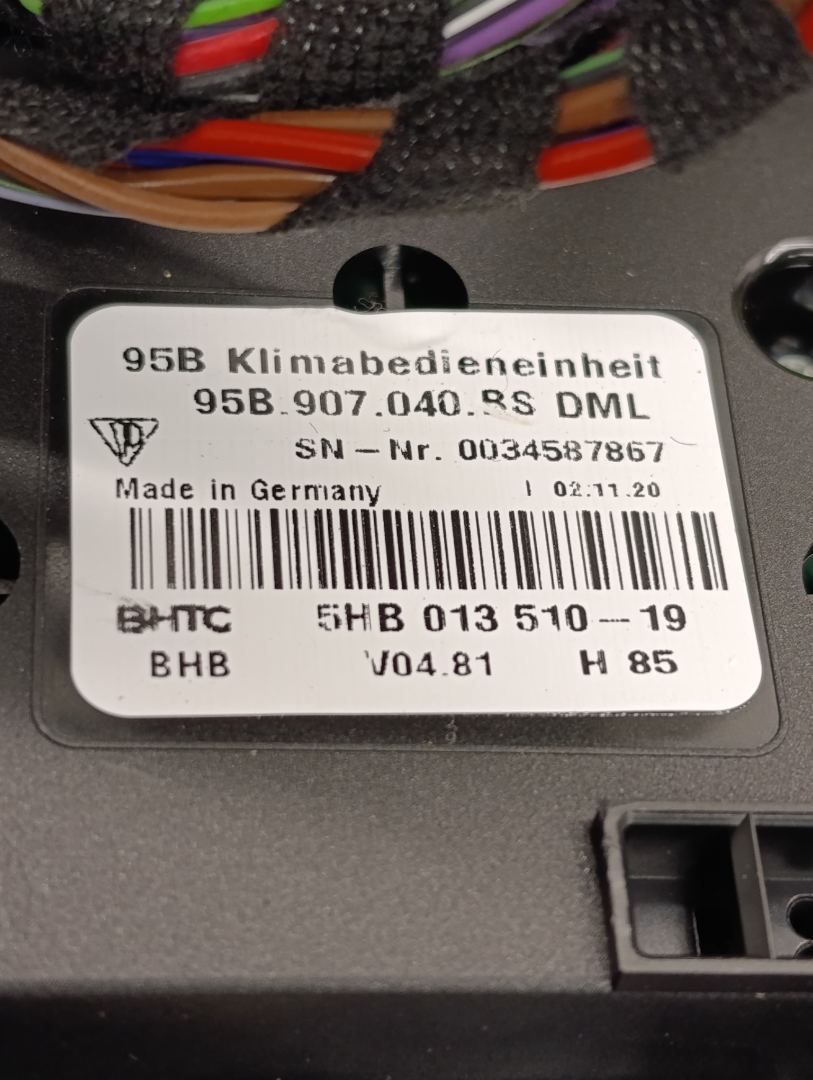 95B Klimabedieneinheit
95B.907.040.BS DML
SN-Nr. 0034587867
Made in Germany I 02.11.20
BHTC 5HB 013 510-19
BHB V04.81 H 85